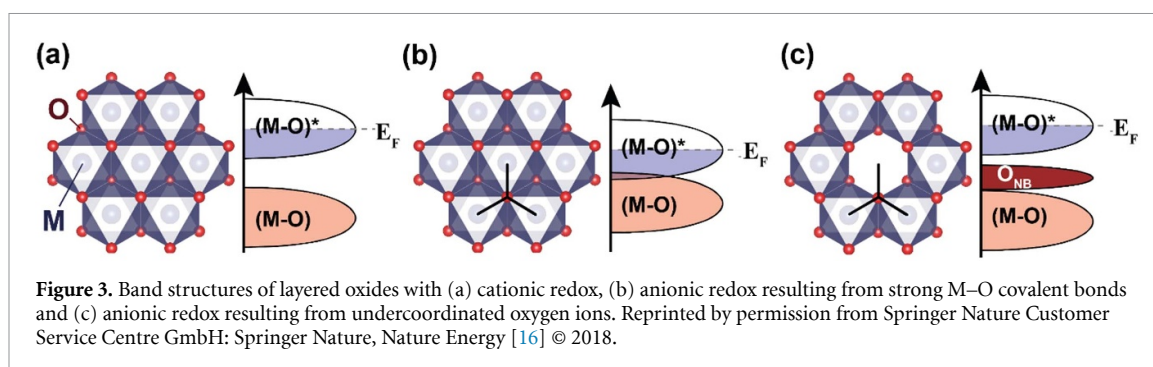 (a)
(b)
(c)
O
M
(M-O)*
E_F
(M-O)
(M-O)*
E_F
(M-O)
(M-O)*
E_F
O_NB
(M-O)
Figure 3. Band structures of layered oxides with (a) cationic redox, (b) anionic redox resulting from strong M–O covalent bonds
and (c) anionic redox resulting from undercoordinated oxygen ions. Reprinted by permission from Springer Nature Customer
Service Centre GmbH: Springer Nature, Nature Energy [16] © 2018.